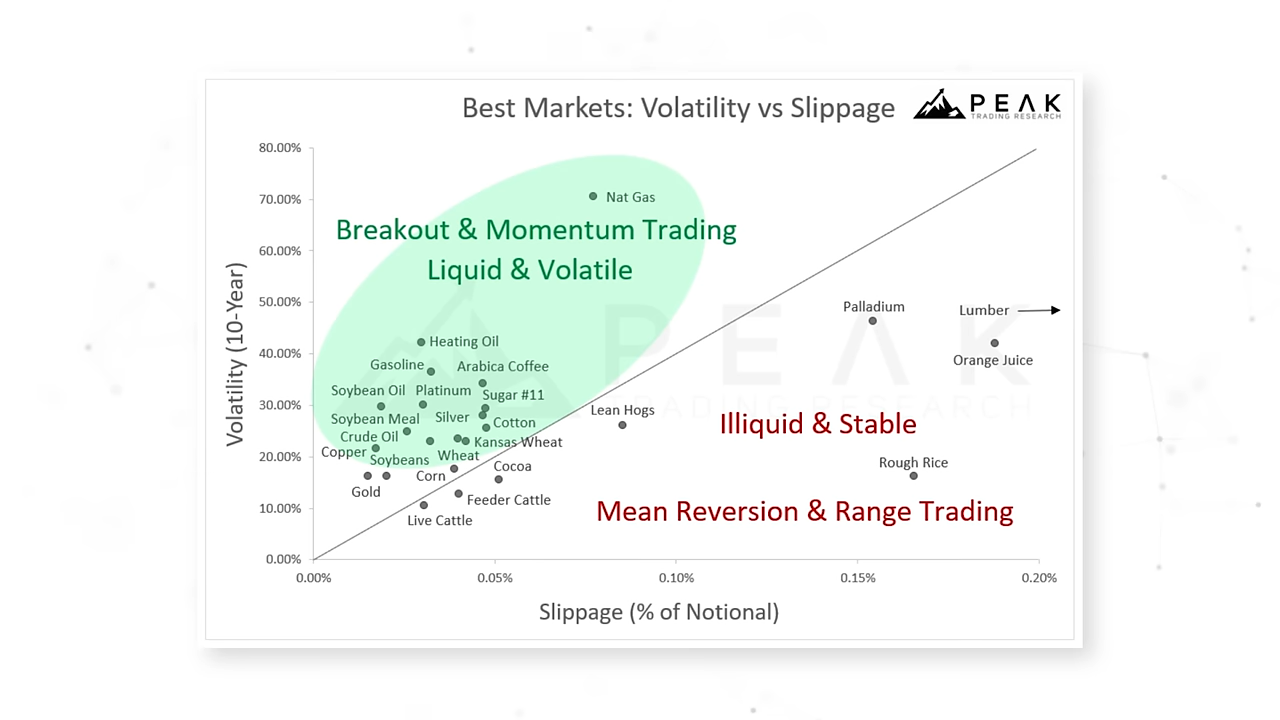 Best Markets: Volatility vs Slippage
PEAK
TRADING RESEARCH
80.00%
70.00%
60.00%
50.00%
40.00%
30.00%
20.00%
10.00%
0.00%
Volatility (10-Year)
Nat Gas
Breakout & Momentum Trading
Liquid & Volatile
Palladium
Lumber
Orange Juice
Heating Oil
Gasoline
Arabica Coffee
Soybean Oil
Platinum
Sugar #11
Soybean Meal
Silver
Cotton
Crude Oil
Kansas Wheat
Copper
Soybeans
Wheat
Corn
Cocoa
Gold
Feeder Cattle
Live Cattle
Lean Hogs
Illiquid & Stable
Rough Rice
Mean Reversion & Range Trading
PEAK
TRADING RESEARCH
0.00%
0.05%
0.10%
0.15%
0.20%
Slippage (% of Notional)